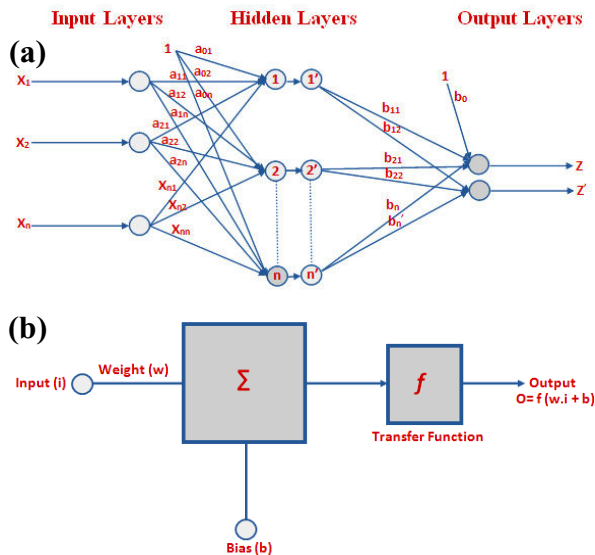 Input Layers Hidden Layers Output Layers
(a)
1 a01
a02
X1 a11 a0n 1 1' 1
a12 b11 b0
a1n b12
a21
X2 a22 b21 Z
a2n 2 2' b22 Z'
Xn1
Xn2 bn
Xn Xnn bn'
n n'
(b)
Σ f
Weight (w)
Input (i) Output
O= f (w.i + b)
Transfer Function
Bias (b)